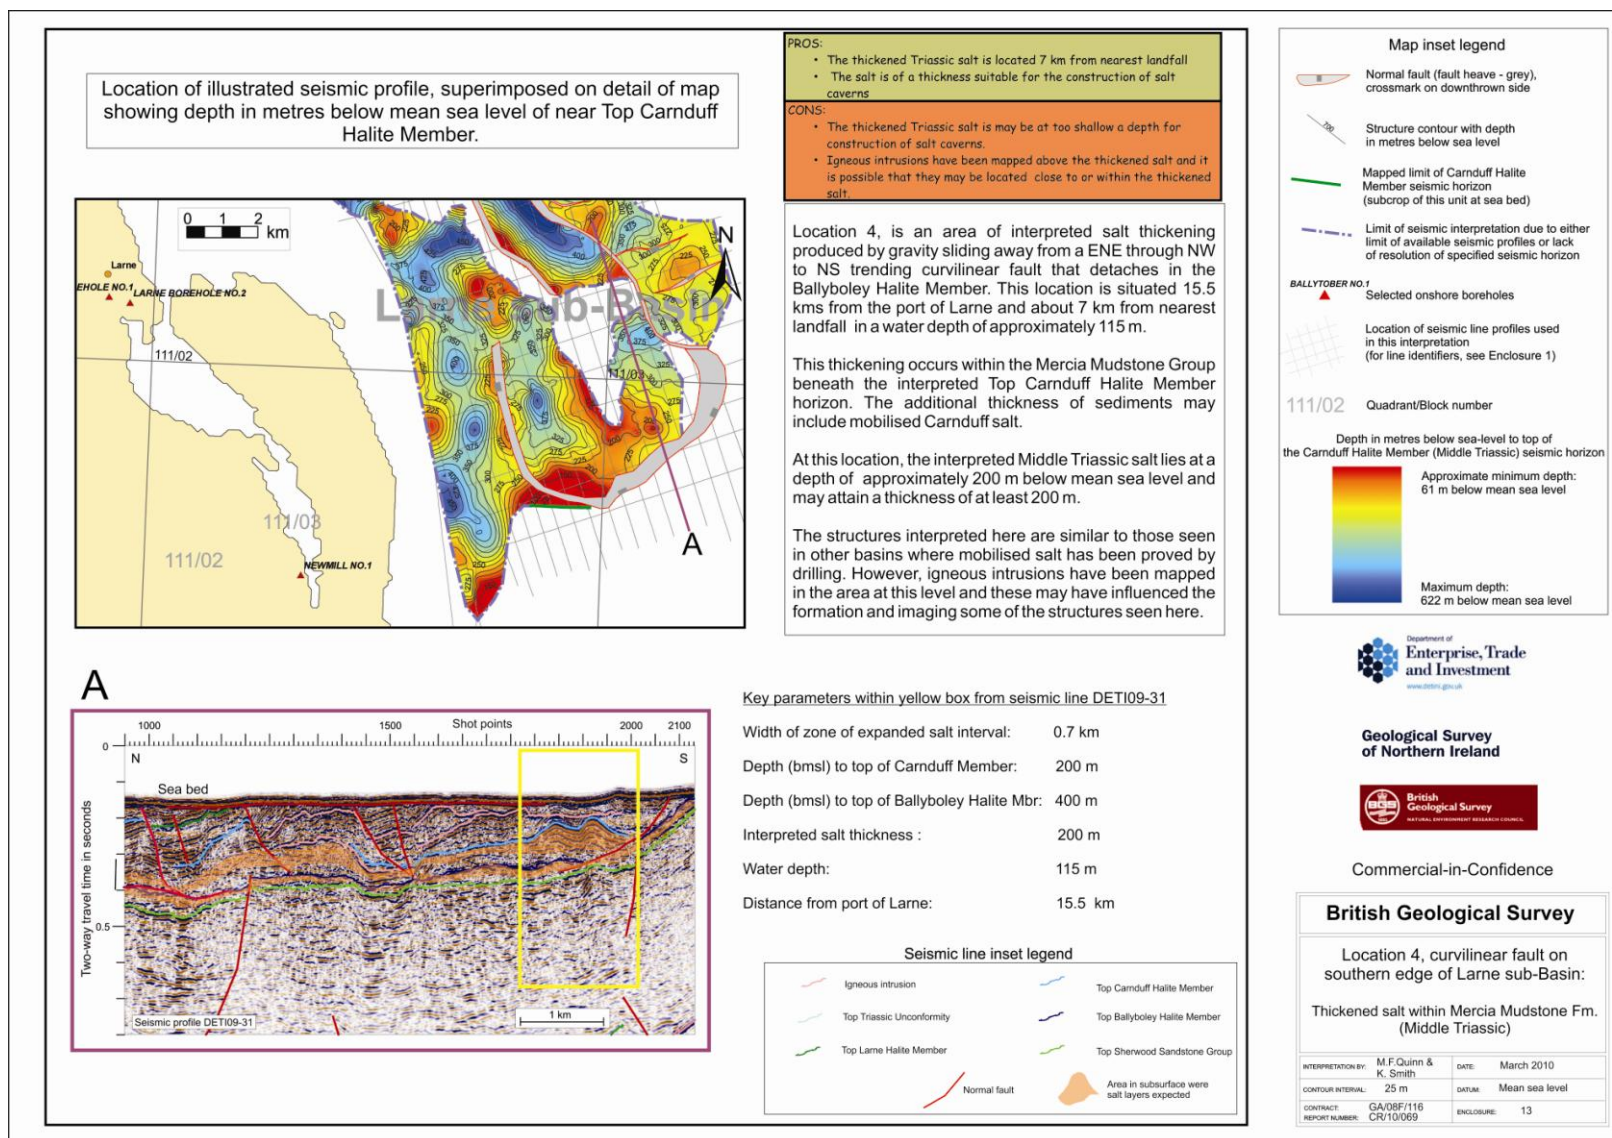 Location of illustrated seismic profile, superimposed on detail of map
showing depth in metres below mean sea level of near Top Carnduff
Halite Member.
PROS:
• The thickened Triassic salt is located 7 km from nearest landfall
• The salt is of a thickness suitable for the construction of salt
caverns
CONS:
• The thickened Triassic salt is may be at too shallow a depth for
construction of salt caverns.
• Igneous intrusions have been mapped above the thickened salt and it
is possible that they may be located close to or within the thickened
salt.
0 1 2
km
N
Larne
EHOLE NO.1
LARNE BOREHOLE NO.2
Larne Sub-Basin
111/02
111/03
111/03
111/02
NEWMILL NO.1
A
Location 4, is an area of interpreted salt thickening
produced by gravity sliding away from a ENE through NW
to NS trending curvilinear fault that detaches in the
Ballyboley Halite Member. This location is situated 15.5
kms from the port of Larne and about 7 km from nearest
landfall in a water depth of approximately 115 m.
This thickening occurs within the Mercia Mudstone Group
beneath the interpreted Top Carnduff Halite Member
horizon. The additional thickness of sediments may
include mobilised Carnduff salt.
At this location, the interpreted Middle Triassic salt lies at a
depth of approximately 200 m below mean sea level and
may attain a thickness of at least 200 m.
The structures interpreted here are similar to those seen
in other basins where mobilised salt has been proved by
drilling. However, igneous intrusions have been mapped
in the area at this level and these may have influenced the
formation and imaging some of the structures seen here.
A
1000 1500 Shot points 2000 2100
0
N
S
Sea bed
0.5
Two-way travel time in seconds
Seismic profile DETI09-31
1 km
Key parameters within yellow box from seismic line DETI09-31
Width of zone of expanded salt interval: 0.7 km
Depth (bmsl) to top of Carnduff Member: 200 m
Depth (bmsl) to top of Ballyboley Halite Mbr: 400 m
Interpreted salt thickness : 200 m
Water depth: 115 m
Distance from port of Larne: 15.5 km
Seismic line inset legend
Igneous intrusion
Top Carnduff Halite Member
Top Triassic Unconformity
Top Ballyboley Halite Member
Top Larne Halite Member
Top Sherwood Sandstone Group
Normal fault
Area in subsurface were
salt layers expected
Map inset legend
Normal fault (fault heave - grey),
crossmark on downthrown side
700
Structure contour with depth
in metres below sea level
Mapped limit of Carnduff Halite
Member seismic horizon
(subcrop of this unit at sea bed)
Limit of seismic interpretation due to either
limit of available seismic profiles or lack
of resolution of specified seismic horizon
BALLYTOBER NO.1
Selected onshore boreholes
Location of seismic line profiles used
in this interpretation
(for line identifiers, see Enclosure 1)
111/02
Quadrant/Block number
Depth in metres below sea-level to top of
the Carnduff Halite Member (Middle Triassic) seismic horizon
Approximate minimum depth:
61 m below mean sea level
Maximum depth:
622 m below mean sea level
Department of
Enterprise, Trade
and Investment
www.detini.gov.uk
Geological Survey
of Northern Ireland
BGS
British
Geological Survey
NATURAL ENVIRONMENT RESEARCH COUNCIL
Commercial-in-Confidence
British Geological Survey
Location 4, curvilinear fault on
southern edge of Larne sub-Basin:
Thickened salt within Mercia Mudstone Fm.
(Middle Triassic)
INTERPRETATION BY: M.F.Quinn &
K. Smith
DATE: March 2010
CONTOUR INTERVAL: 25 m
DATUM: Mean sea level
CONTRACT: GA/08F/116
REPORT NUMBER: CR/10/069
ENCLOSURE: 13